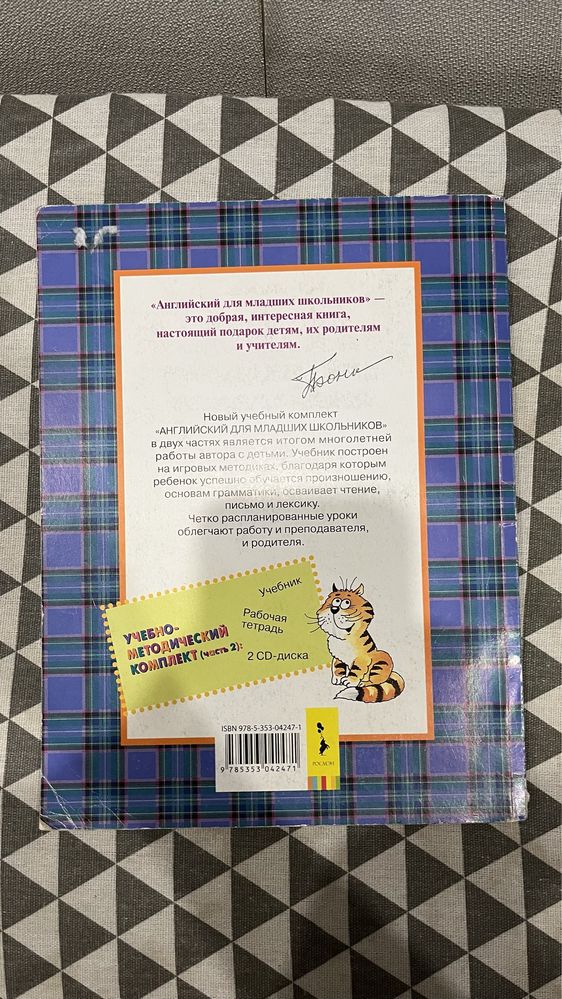 «Английский для младших школьников» —
это добрая, интересная книга,
настоящий подарок детям, их родителям
и учителям.
Новый учебный комплект
«АНГЛИЙСКИЙ ДЛЯ МЛАДШИХ ШКОЛЬНИКОВ»
в двух частях является итогом многолетней
работы автора с детьми. Учебник построен
на игровых методиках, благодаря которым
ребенок успешно обучается произношению,
основам грамматики, осваивает чтение,
письмо и лексику.
Четко распланированные уроки
облегчают работу и преподавателя,
и родителя.
УЧЕБНО-
МЕТОДИЧЕСКИЙ
КОМПЛЕКТ (часть 2):
Учебник
Рабочая
тетрадь
2 CD-диска
ISBN 978-5-353-04247-1
9 785353 042471
РОСМЭН